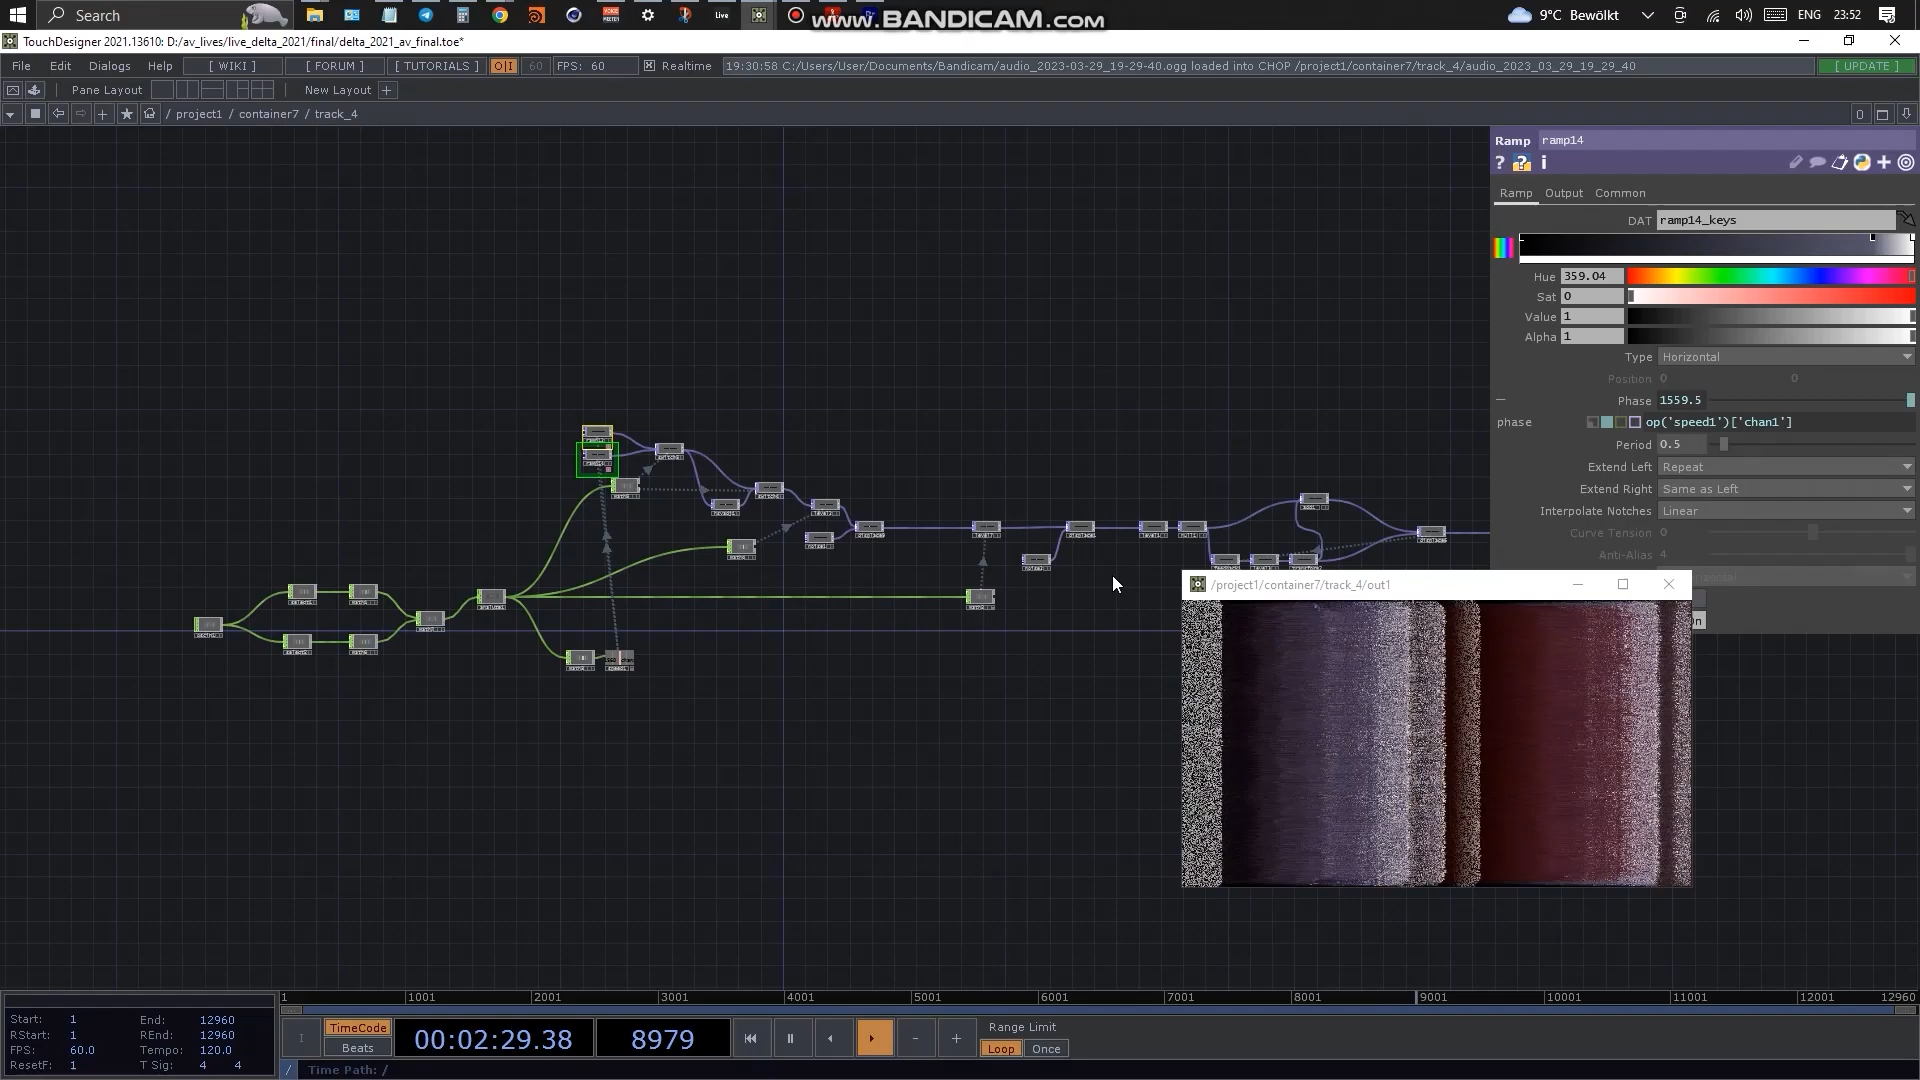 Search
Live
www.BANDICAM.com
9°C Bewölkt
ENG
23:52
TouchDesigner 2021.13610: D:/av_lives/live_delta_2021/final/delta_2021_av_final.toe*
File Edit Dialogs Help [ WIKI ] [ FORUM ] [ TUTORIALS ] O|I 60 FPS: 60 Realtime 19:30:58 C:/Users/User/Documents/Bandicam/audio_2023-03-29_19-29-40.ogg loaded into CHOP /project1/container7/track_4/audio_2023_03_29_19_29_40 [ UPDATE ]
Pane Layout New Layout +
/ project1 / container7 / track_4 0
Ramp ramp14
Ramp Output Common
DAT ramp14_keys
Hue 359.04
Sat 0
Value 1
Alpha 1
Type Horizontal
Position 0 0
Phase 1559.5
phase op('speed1')['chan1']
Period 0.5
Extend Left Repeat
Extend Right Same as Left
Interpolate Notches Linear
Curve Tension 0
Anti-Alias 4
/project1/container7/track_4/out1
1 1001 2001 3001 4001 5001 6001 7001 8001 9001 10001 11001 12001 12960
Start: 1 End: 12960
RStart: 1 REnd: 12960
FPS: 60.0 Tempo: 120.0
ResetF: 1 T Sig: 4 4
TimeCode
Beats
00:02:29.38
8979
Range Limit
Loop Once
/ Time Path: /